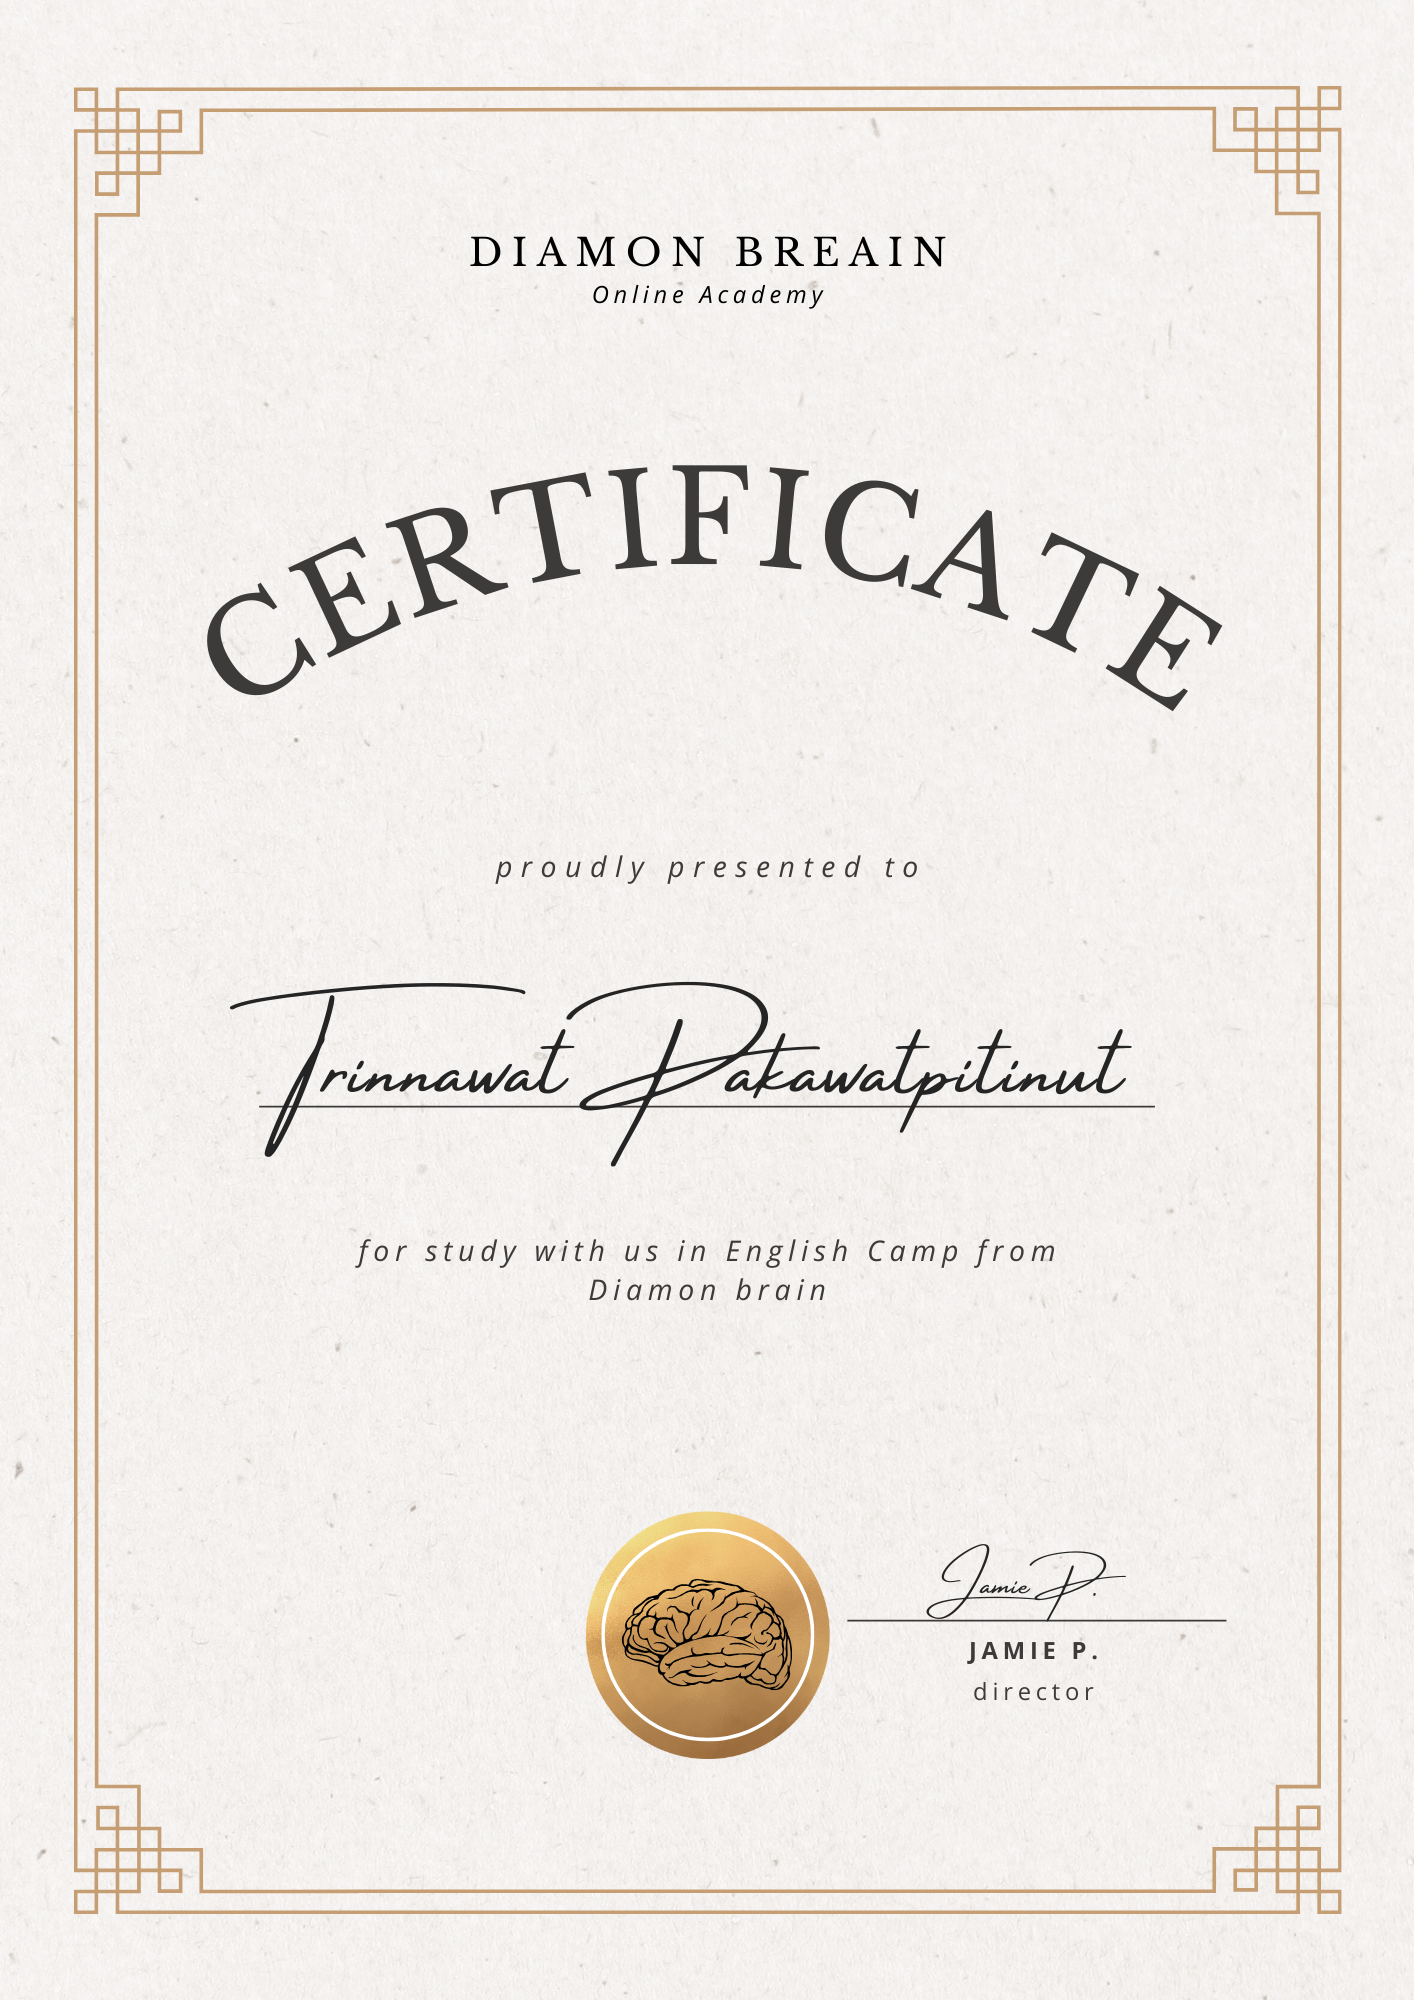 DIAMON BREAIN
Online Academy
CERTIFICATE
proudly presented to
Trinnawat Pakawatpitinut
for study with us in English Camp from
Diamon brain
Jamie P.
JAMIE P.
director